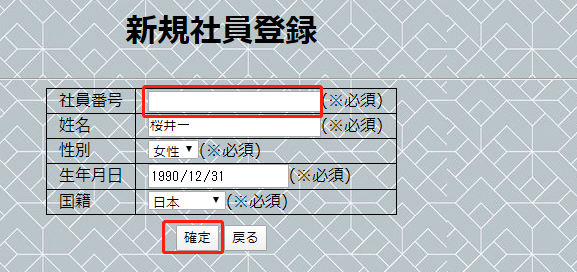 新規社員登録
社員番号 (※必須)
姓名 桜井一 (※必須)
性別 女性 (※必須)
生年月日 1990/12/31 (※必須)
国籍 日本 (※必須)
確定 戻る